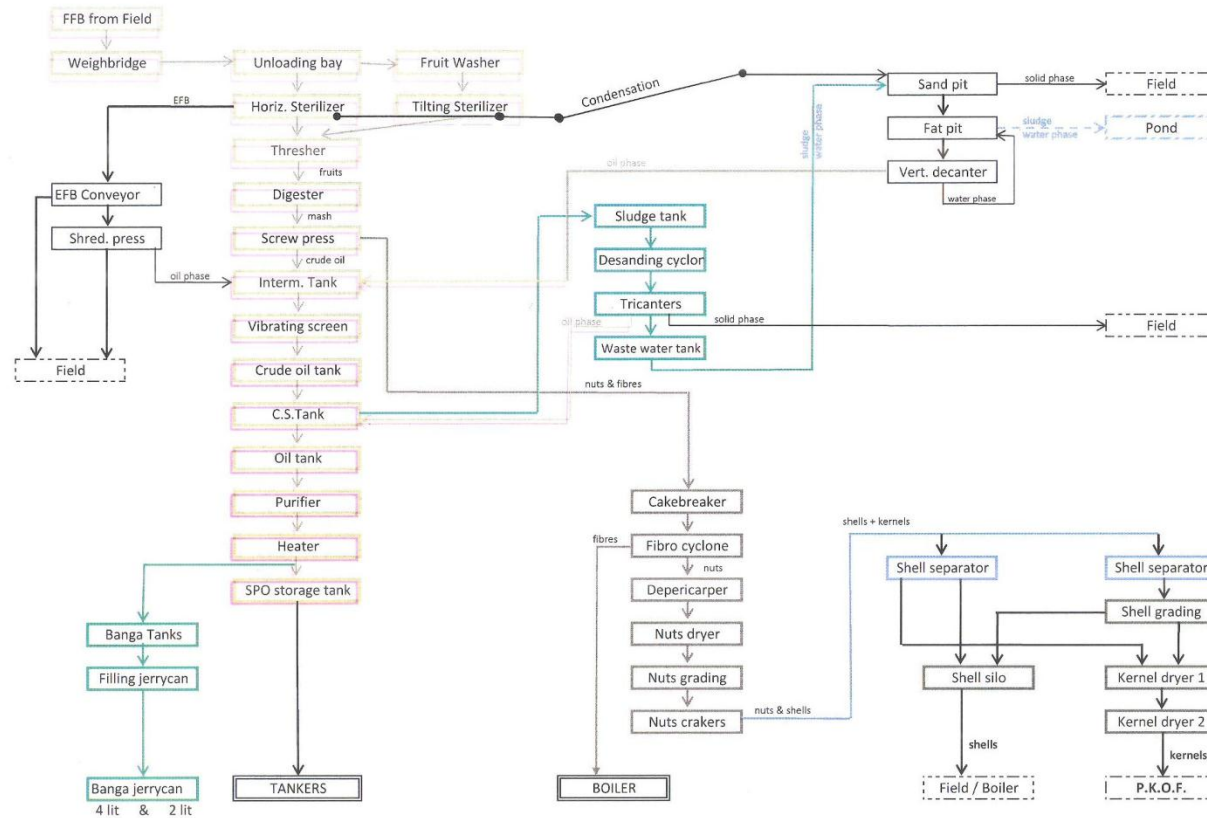 FFB from Field
Weighbridge
Unloading bay
Fruit Washer
EFB
Horiz. Sterilizer
Tilting Sterilizer
Condensation
Sand pit
solid phase
Field
Thresher
Fat pit
sludge
water phase
Pond
sludge
water phase
fruits
oil phase
Vert. decanter
water phase
EFB Conveyor
Digester
mash
Sludge tank
Shred. press
Screw press
crude oil
Desanding cyclon
oil phase
Interm. Tank
Tricanters
solid phase
Field
oil phase
Vibrating screen
Waste water tank
Field
Crude oil tank
nuts & fibres
C.S.Tank
Oil tank
Purifier
Cakebreaker
shells + kernels
Heater
fibres
Fibro cyclone
nuts
Shell separator
Shell separator
SPO storage tank
Depericarper
Shell grading
Banga Tanks
Nuts dryer
Filling jerrycan
Nuts grading
Shell silo
Kernel dryer 1
Nuts crakers
nuts & shells
Kernel dryer 2
shells
kernels
Banga jerrycan
TANKERS
BOILER
Field / Boiler
P.K.O.F.
4 lit & 2 lit